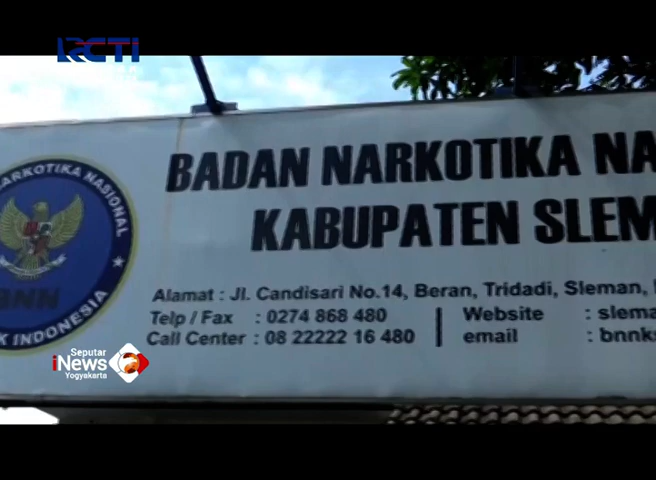 RCTI
BADAN NARKOTIKA NA
KABUPATEN SLEM
NARKOTIKA NASIONAL
BNN
K INDONESIA
Alamat : Jl. Candisari No.14, Beran, Tridadi, Sleman,
Telp / Fax : 0274 868 480
Call Center : 08 22222 16 480
Website : slema
email : bnnks
Seputar
iNews
Yogyakarta